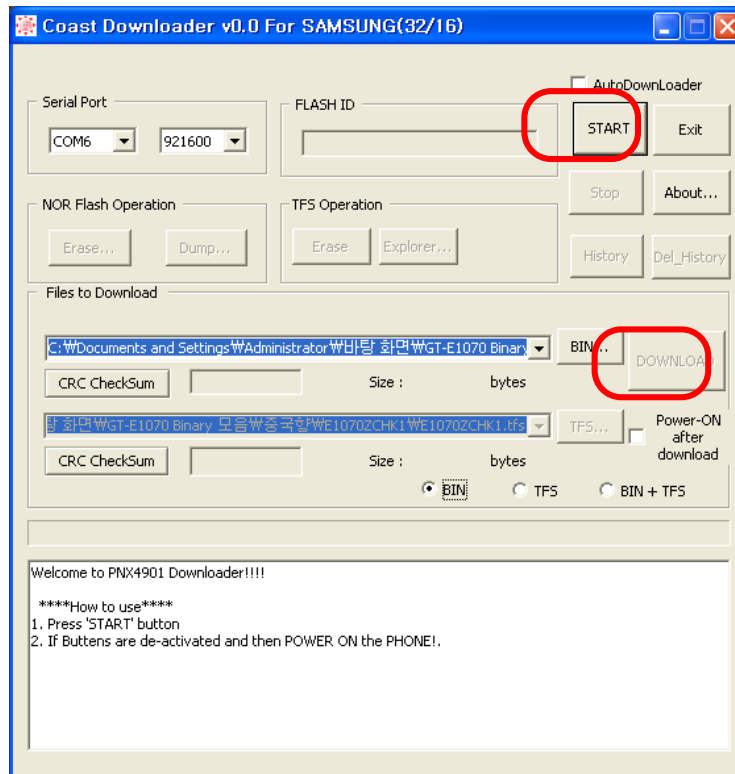 Coast Downloader v0.0 For SAMSUNG(32/16)
AutoDownLoader
Serial Port
FLASH ID
COM6
921600
START
Exit
Stop
About...
NOR Flash Operation
TFS Operation
Erase...
Dump...
Erase
Explorer...
History
Del_History
Files to Download
C:₩Documents and Settings₩Administrator₩바탕 화면₩GT-E1070 Binary
BIN...
DOWNLOAD
CRC CheckSum
Size :
bytes
탕 화면₩GT-E1070 Binary 모음₩중국향₩E1070ZCHK1₩E1070ZCHK1.tfs
TFS...
Power-ON
after
download
CRC CheckSum
Size :
bytes
BIN
TFS
BIN + TFS
Welcome to PNX4901 Downloader!!!!
****How to use****
1. Press 'START' button
2. If Buttens are de-activated and then POWER ON the PHONE!.